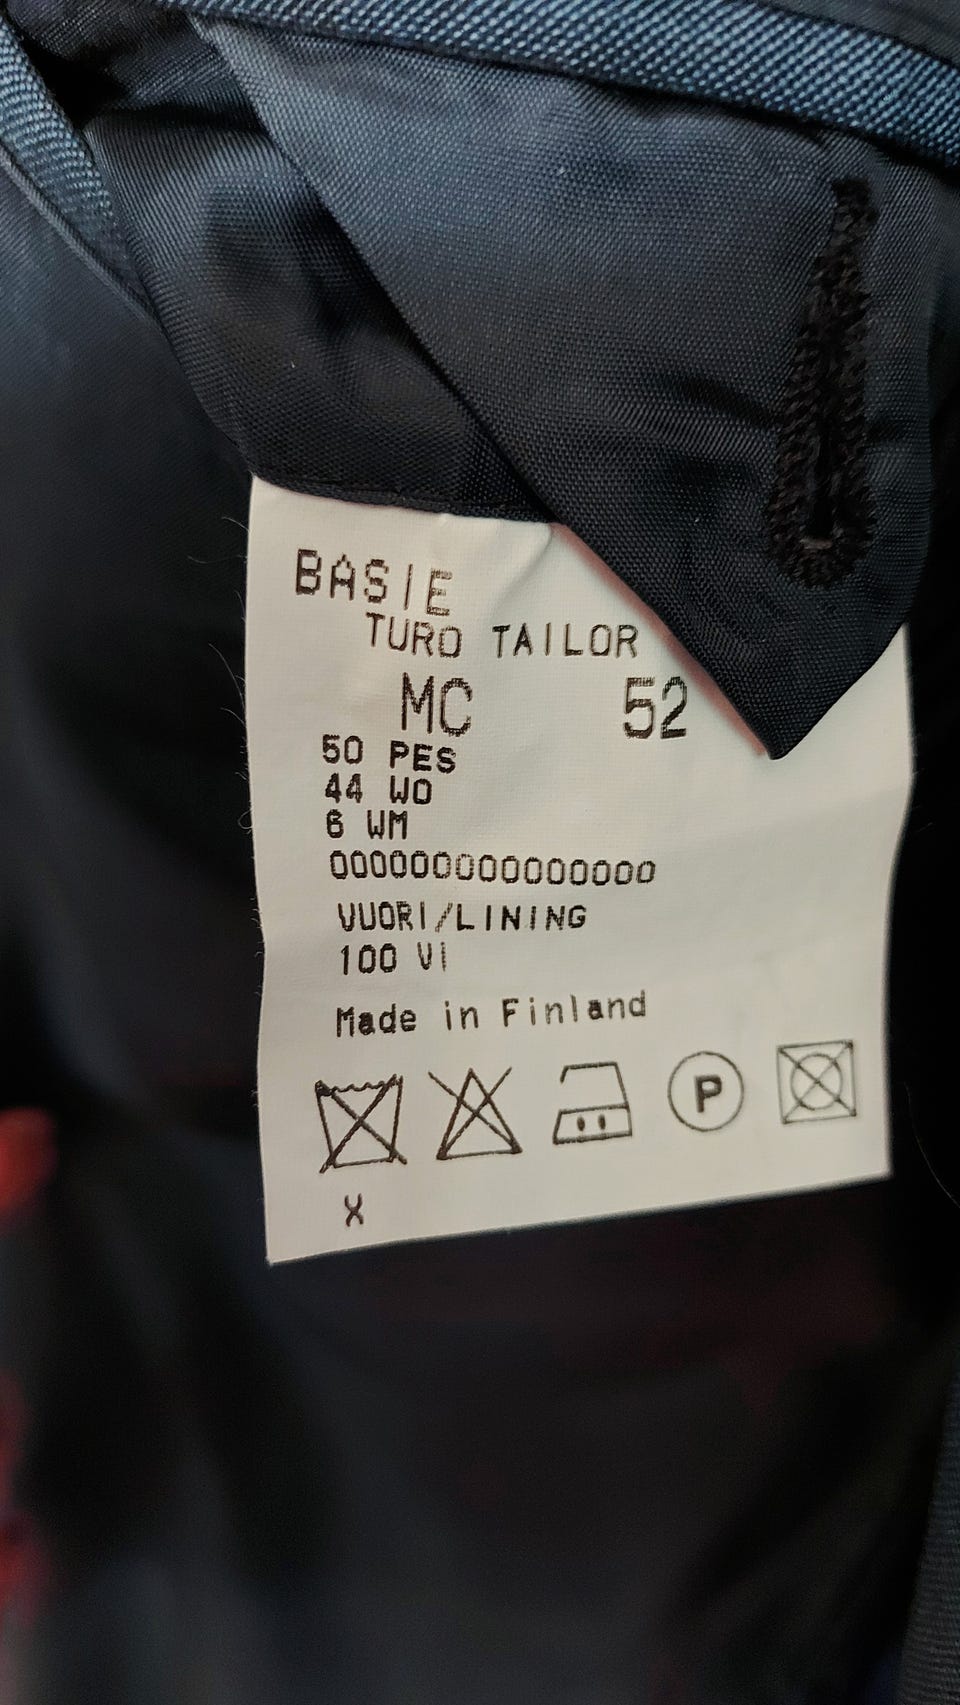 BASIE
TURO TAILOR
MC 52
50 PES
44 WO
6 WM
0000000000000000
VUORI/LINING
100 VI
Made in Finland
P
X